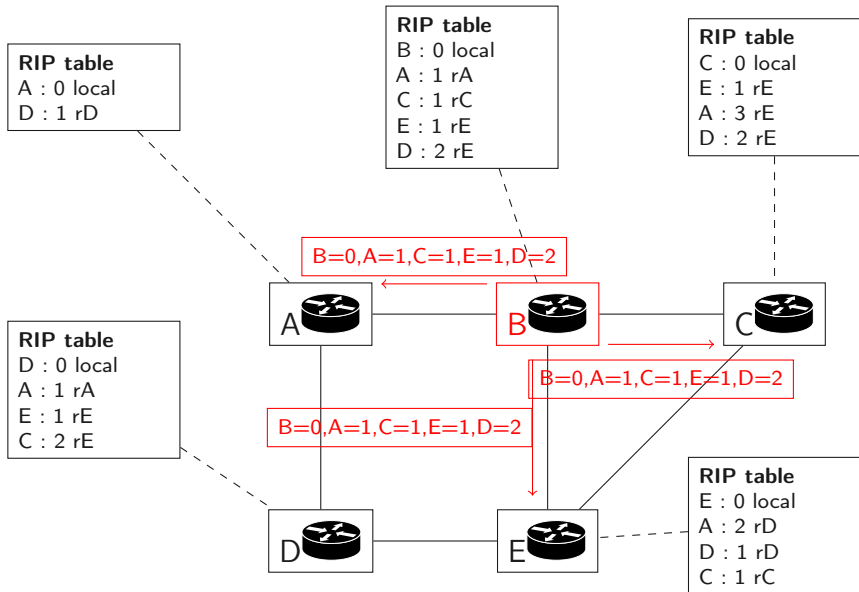 RIP table
A : 0 local
D : 1 rD
RIP table
B : 0 local
A : 1 rA
C : 1 rC
E : 1 rE
D : 2 rE
RIP table
C : 0 local
E : 1 rE
A : 3 rE
D : 2 rE
B=0,A=1,C=1,E=1,D=2
A
B
C
RIP table
D : 0 local
A : 1 rA
E : 1 rE
C : 2 rE
B=0,A=1,C=1,E=1,D=2
B=0,A=1,C=1,E=1,D=2
D
E
RIP table
E : 0 local
A : 2 rD
D : 1 rD
C : 1 rC